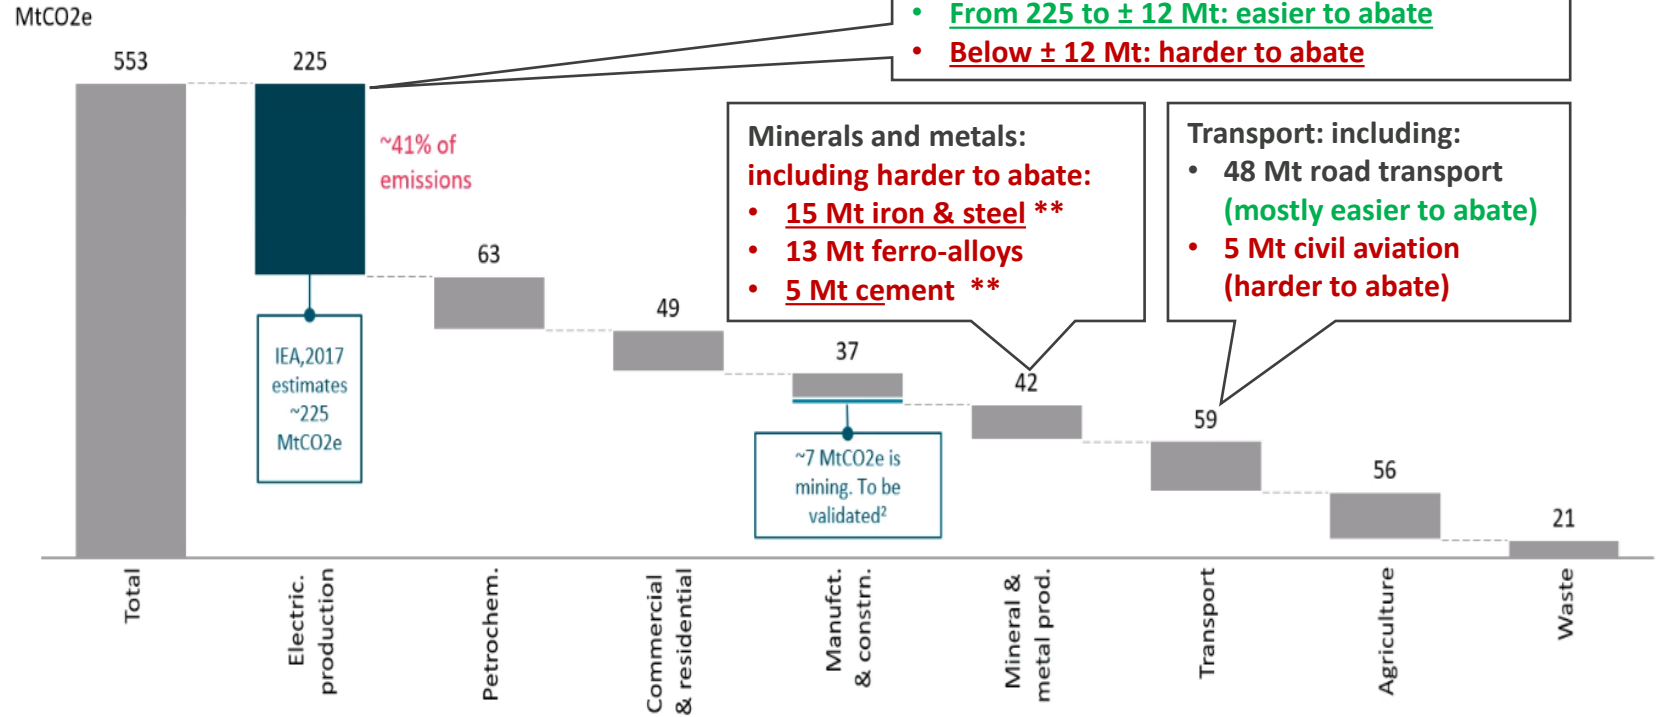 MtCO2e
• From 225 to ± 12 Mt: easier to abate
• Below ± 12 Mt: harder to abate
553
225
~41% of
emissions
Minerals and metals:
including harder to abate:
• 15 Mt iron & steel **
• 13 Mt ferro-alloys
• 5 Mt cement **
Transport: including:
• 48 Mt road transport
(mostly easier to abate)
• 5 Mt civil aviation
(harder to abate)
63
49
37
42
59
56
21
IEA,2017
estimates
~225
MtCO2e
~7 MtCO2e is
mining. To be
validated²
Total
Electric.
production
Petrochem.
Commercial
& residential
Manufct.
& constrn.
Mineral &
metal prod.
Transport
Agriculture
Waste